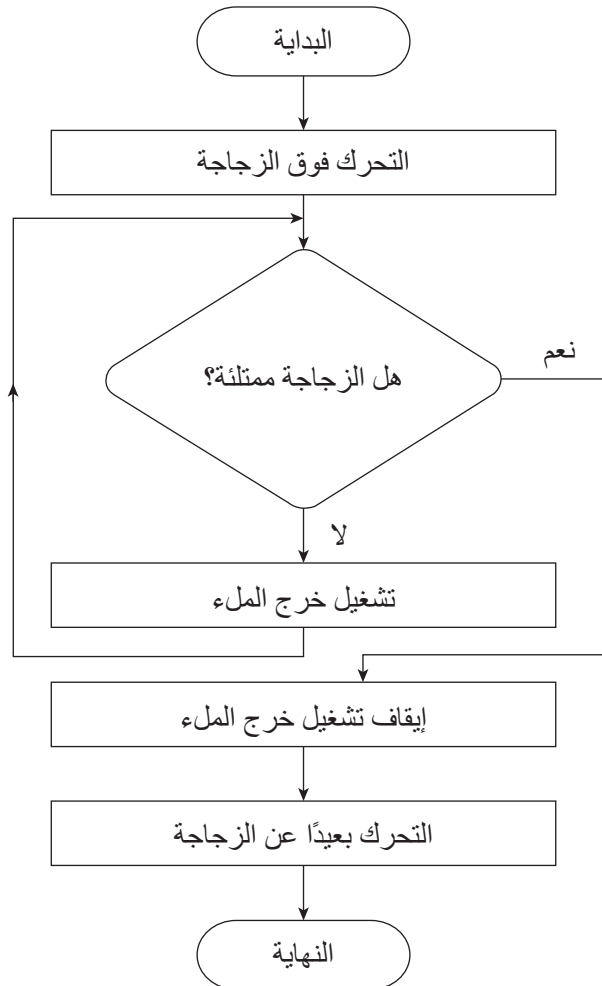 البداية
التحرك فوق الزجاجة
هل الزجاجة ممتلئة؟
نعم
لا
تشغيل خرج الملء
إيقاف تشغيل خرج الملء
التحرك بعيدًا عن الزجاجة
النهاية